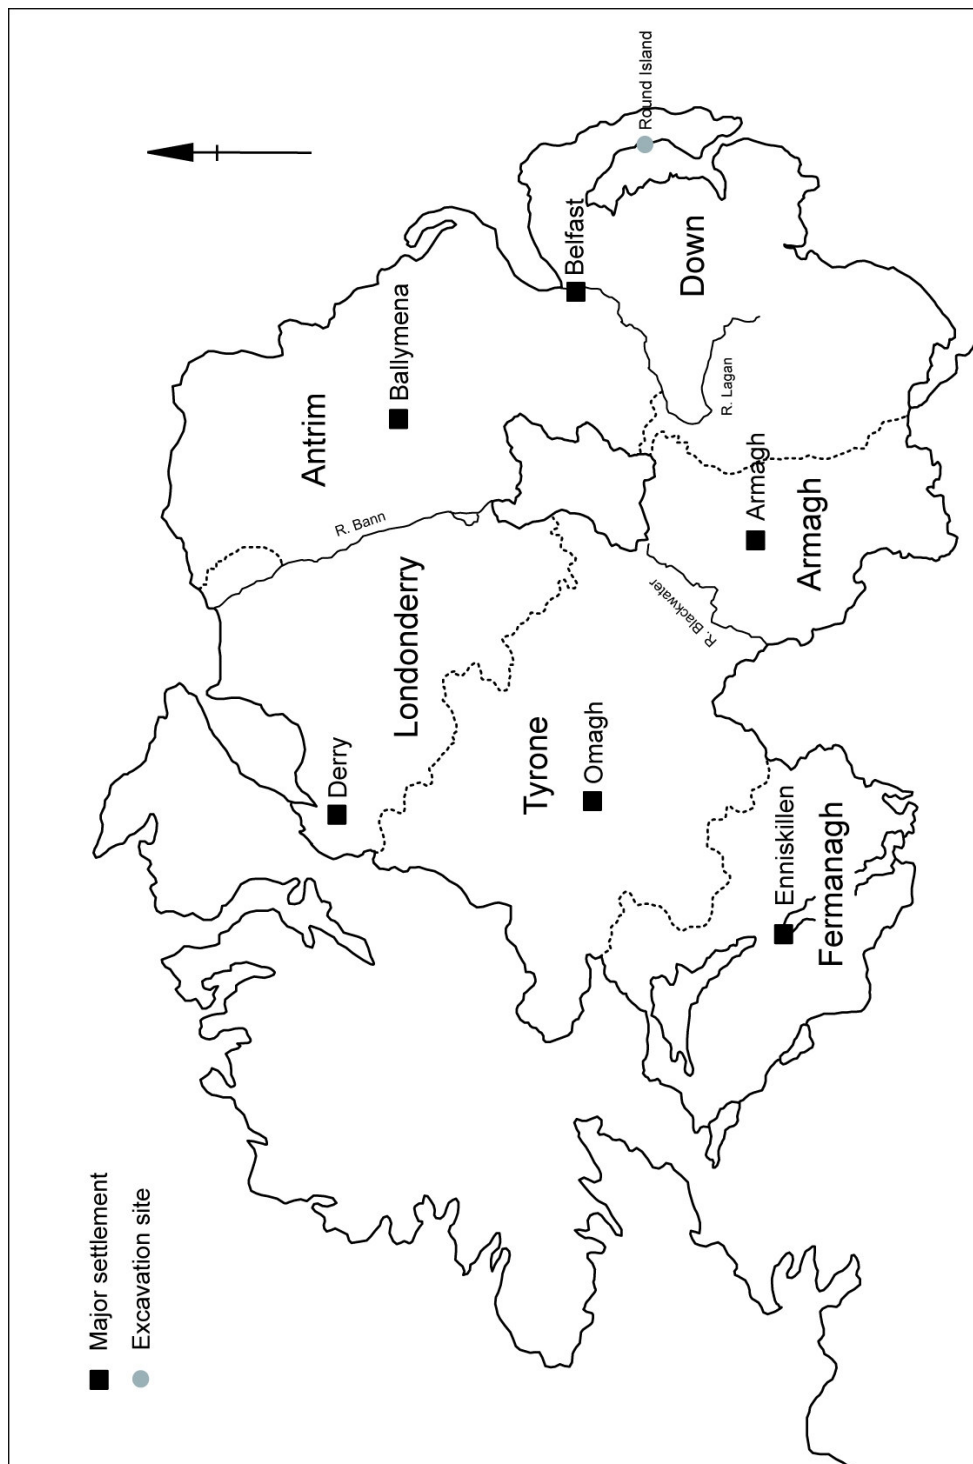 Major settlement
Excavation site
Derry
Londonderry
Antrim
Ballymena
R. Bann
Tyrone
Omagh
Belfast
Round Island
Down
R. Lagan
R. Blackwater
Armagh
Armagh
Enniskillen
Fermanagh